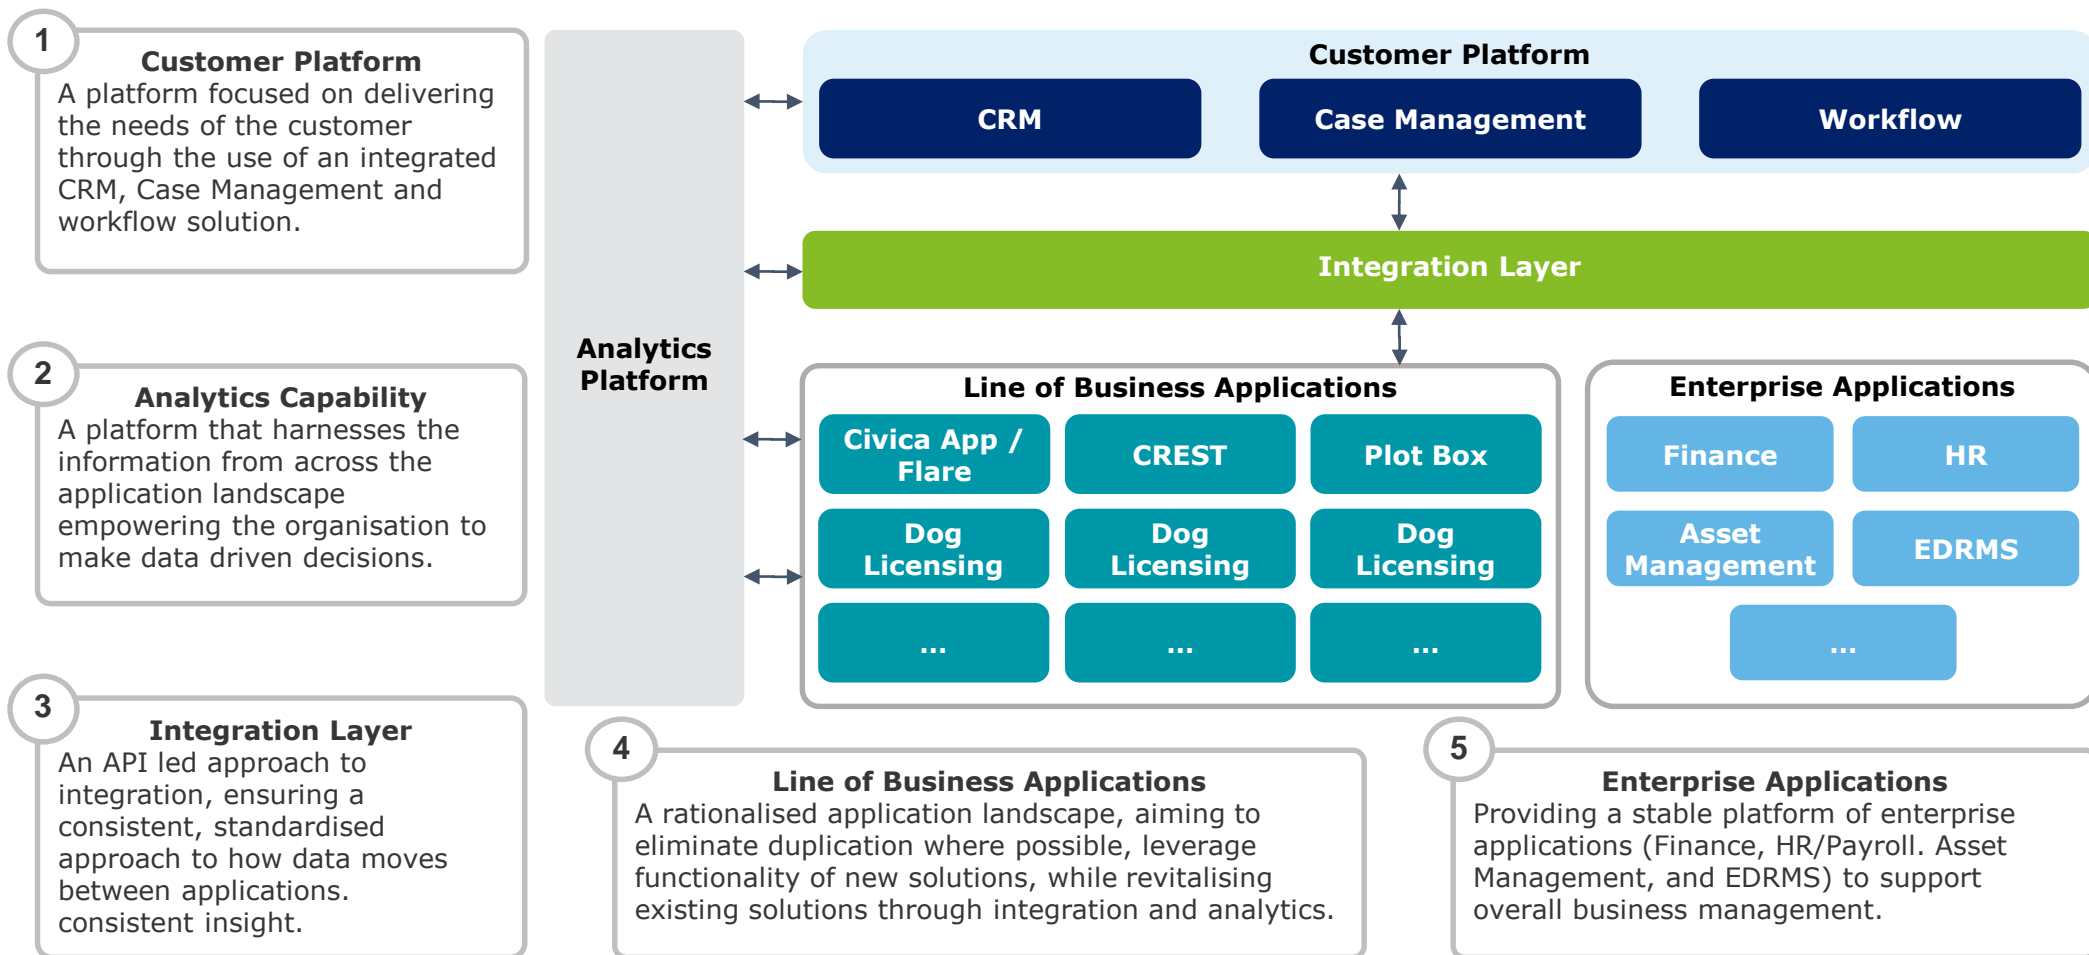 1
Customer Platform
A platform focused on delivering
the needs of the customer
through the use of an integrated
CRM, Case Management and
workflow solution.
2
Analytics Capability
A platform that harnesses the
information from across the
application landscape
empowering the organisation to
make data driven decisions.
3
Integration Layer
An API led approach to
integration, ensuring a
consistent, standardised
approach to how data moves
between applications.
consistent insight.
Analytics
Platform
Customer Platform
CRM
Case Management
Workflow
Integration Layer
Line of Business Applications
Civica App /
Flare
CREST
Plot Box
Dog
Licensing
Dog
Licensing
Dog
Licensing
...
...
...
Enterprise Applications
Finance
HR
Asset
Management
EDRMS
...
4
Line of Business Applications
A rationalised application landscape, aiming to
eliminate duplication where possible, leverage
functionality of new solutions, while revitalising
existing solutions through integration and analytics.
5
Enterprise Applications
Providing a stable platform of enterprise
applications (Finance, HR/Payroll. Asset
Management, and EDRMS) to support
overall business management.